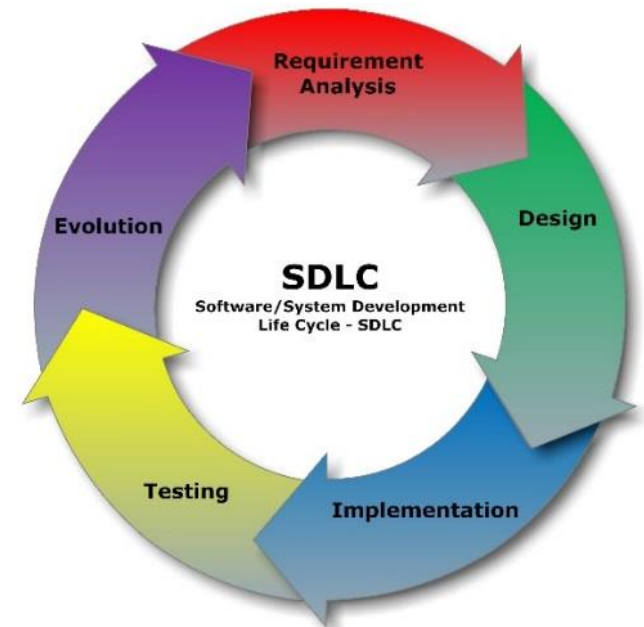 Requirement
Analysis
Design
Implementation
Testing
Evolution
SDLC
Software/System Development
Life Cycle - SDLC